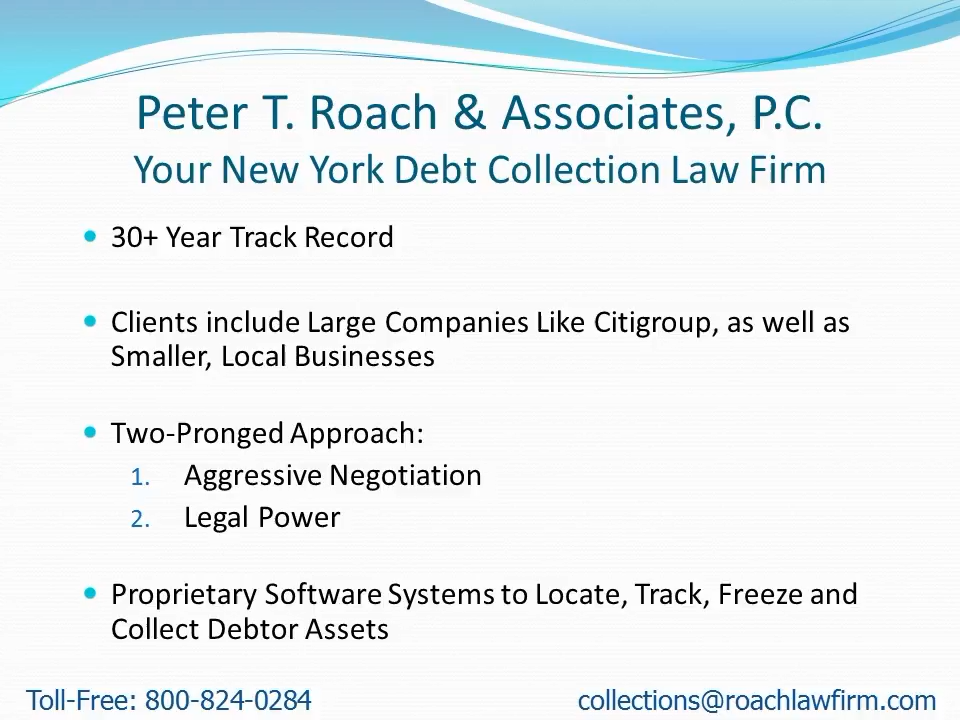 Peter T. Roach & Associates, P.C.
Your New York Debt Collection Law Firm
• 30+ Year Track Record
• Clients include Large Companies Like Citigroup, as well as
Smaller, Local Businesses
• Two-Pronged Approach:
1. Aggressive Negotiation
2. Legal Power
• Proprietary Software Systems to Locate, Track, Freeze and
Collect Debtor Assets
Toll-Free: 800-824-0284
collections@roachlawfirm.com